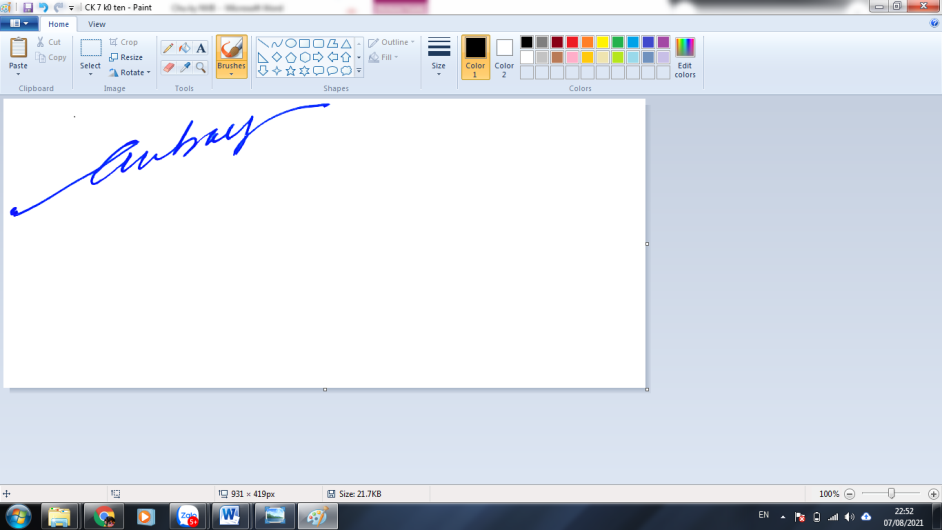 CK 7 k0 ten - Paint
Home View
Paste
Cut
Copy
Clipboard
Select
Crop
Resize
Rotate
Image
A
Tools
Brushes
Shapes
Outline
Fill
Size
Color 1
Color 2
Edit colors
Colors
931 × 419px
Size: 21.7KB
100%
Zalo
5+
W
EN
22:52
07/08/2021